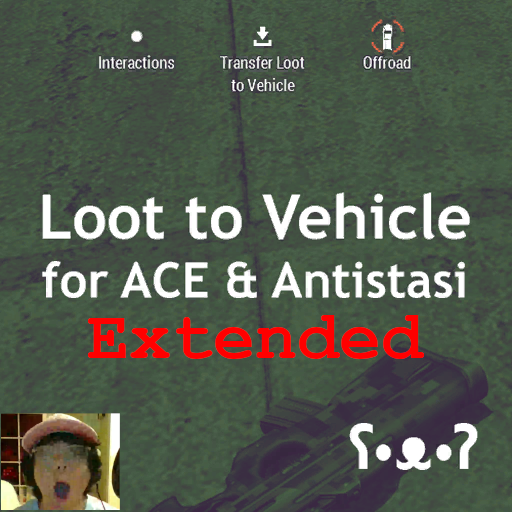 Interactions
Transfer Loot
to Vehicle
Offroad
Loot to Vehicle
for ACE & Antistasi
Extended
ʕ•ᴥ•ʔ